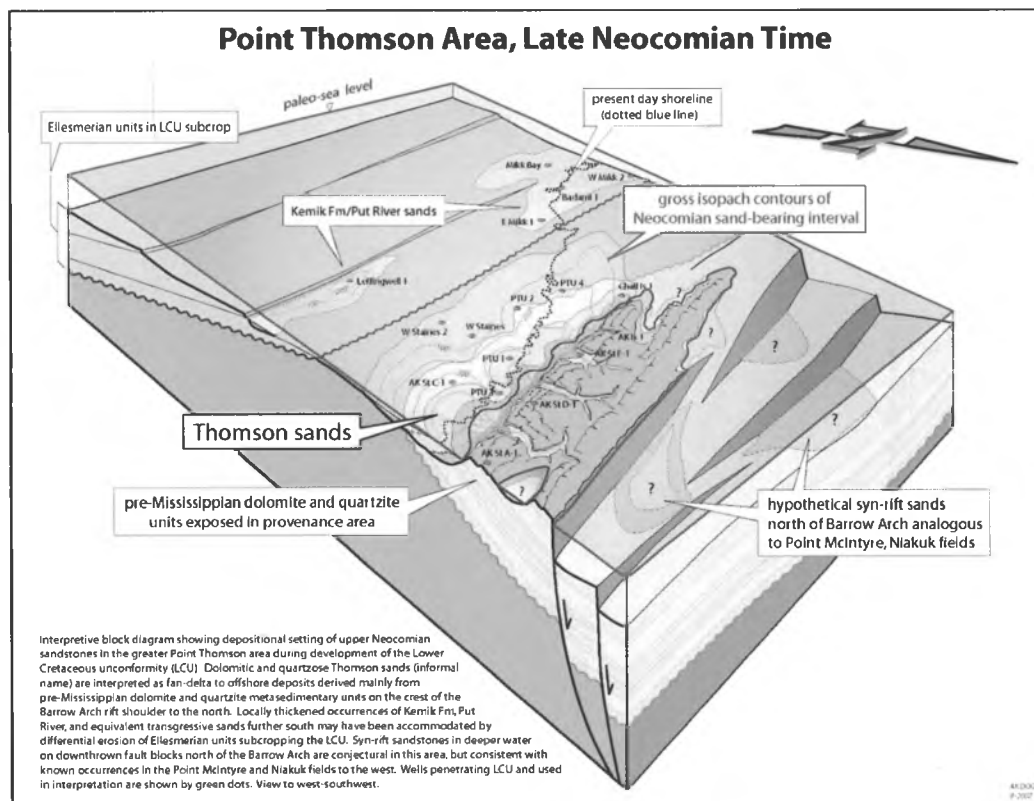 Point Thomson Area, Late Neocomian Time
paleo-sea level
present day shoreline
(dotted blue line)
Ellesmerian units in LCU subcrop
Mikk Bay
W Mikk 2
Badami 1
E Mikk 1
Kemik Fm/Put River sands
gross isopach contours of
Neocomian sand-bearing interval
Leffingwell 1
PTU 4
Challis 1
PTU 2
W Staines 2
W Staines
PTU 1
AK St C-1
PTU 3
AK St D-1
AK St A-1
?
?
?
?
?
?
Thomson sands
pre-Mississippian dolomite and quartzite
units exposed in provenance area
hypothetical syn-rift sands
north of Barrow Arch analogous
to Point McIntyre, Niakuk fields
Interpretive block diagram showing depositional setting of upper Neocomian
sandstones in the greater Point Thomson area during development of the Lower
Cretaceous unconformity (LCU) Dolomitic and quartzose Thomson sands (informal
name) are interpreted as fan-delta to offshore deposits derived mainly from
pre-Mississippian dolomite and quartzite metasedimentary units on the crest of the
Barrow Arch rift shoulder to the north. Locally thickened occurrences of Kemik Fm, Put
River, and equivalent transgressive sands further south may have been accommodated by
differential erosion of Ellesmerian units subcropping the LCU. Syn-rift sandstones in deeper water
on downthrown fault blocks north of the Barrow Arch are conjectural in this area, but consistent with
known occurrences in the Point McIntyre and Niakuk fields to the west. Wells penetrating LCU and used
in interpretation are shown by green dots. View to west-southwest.